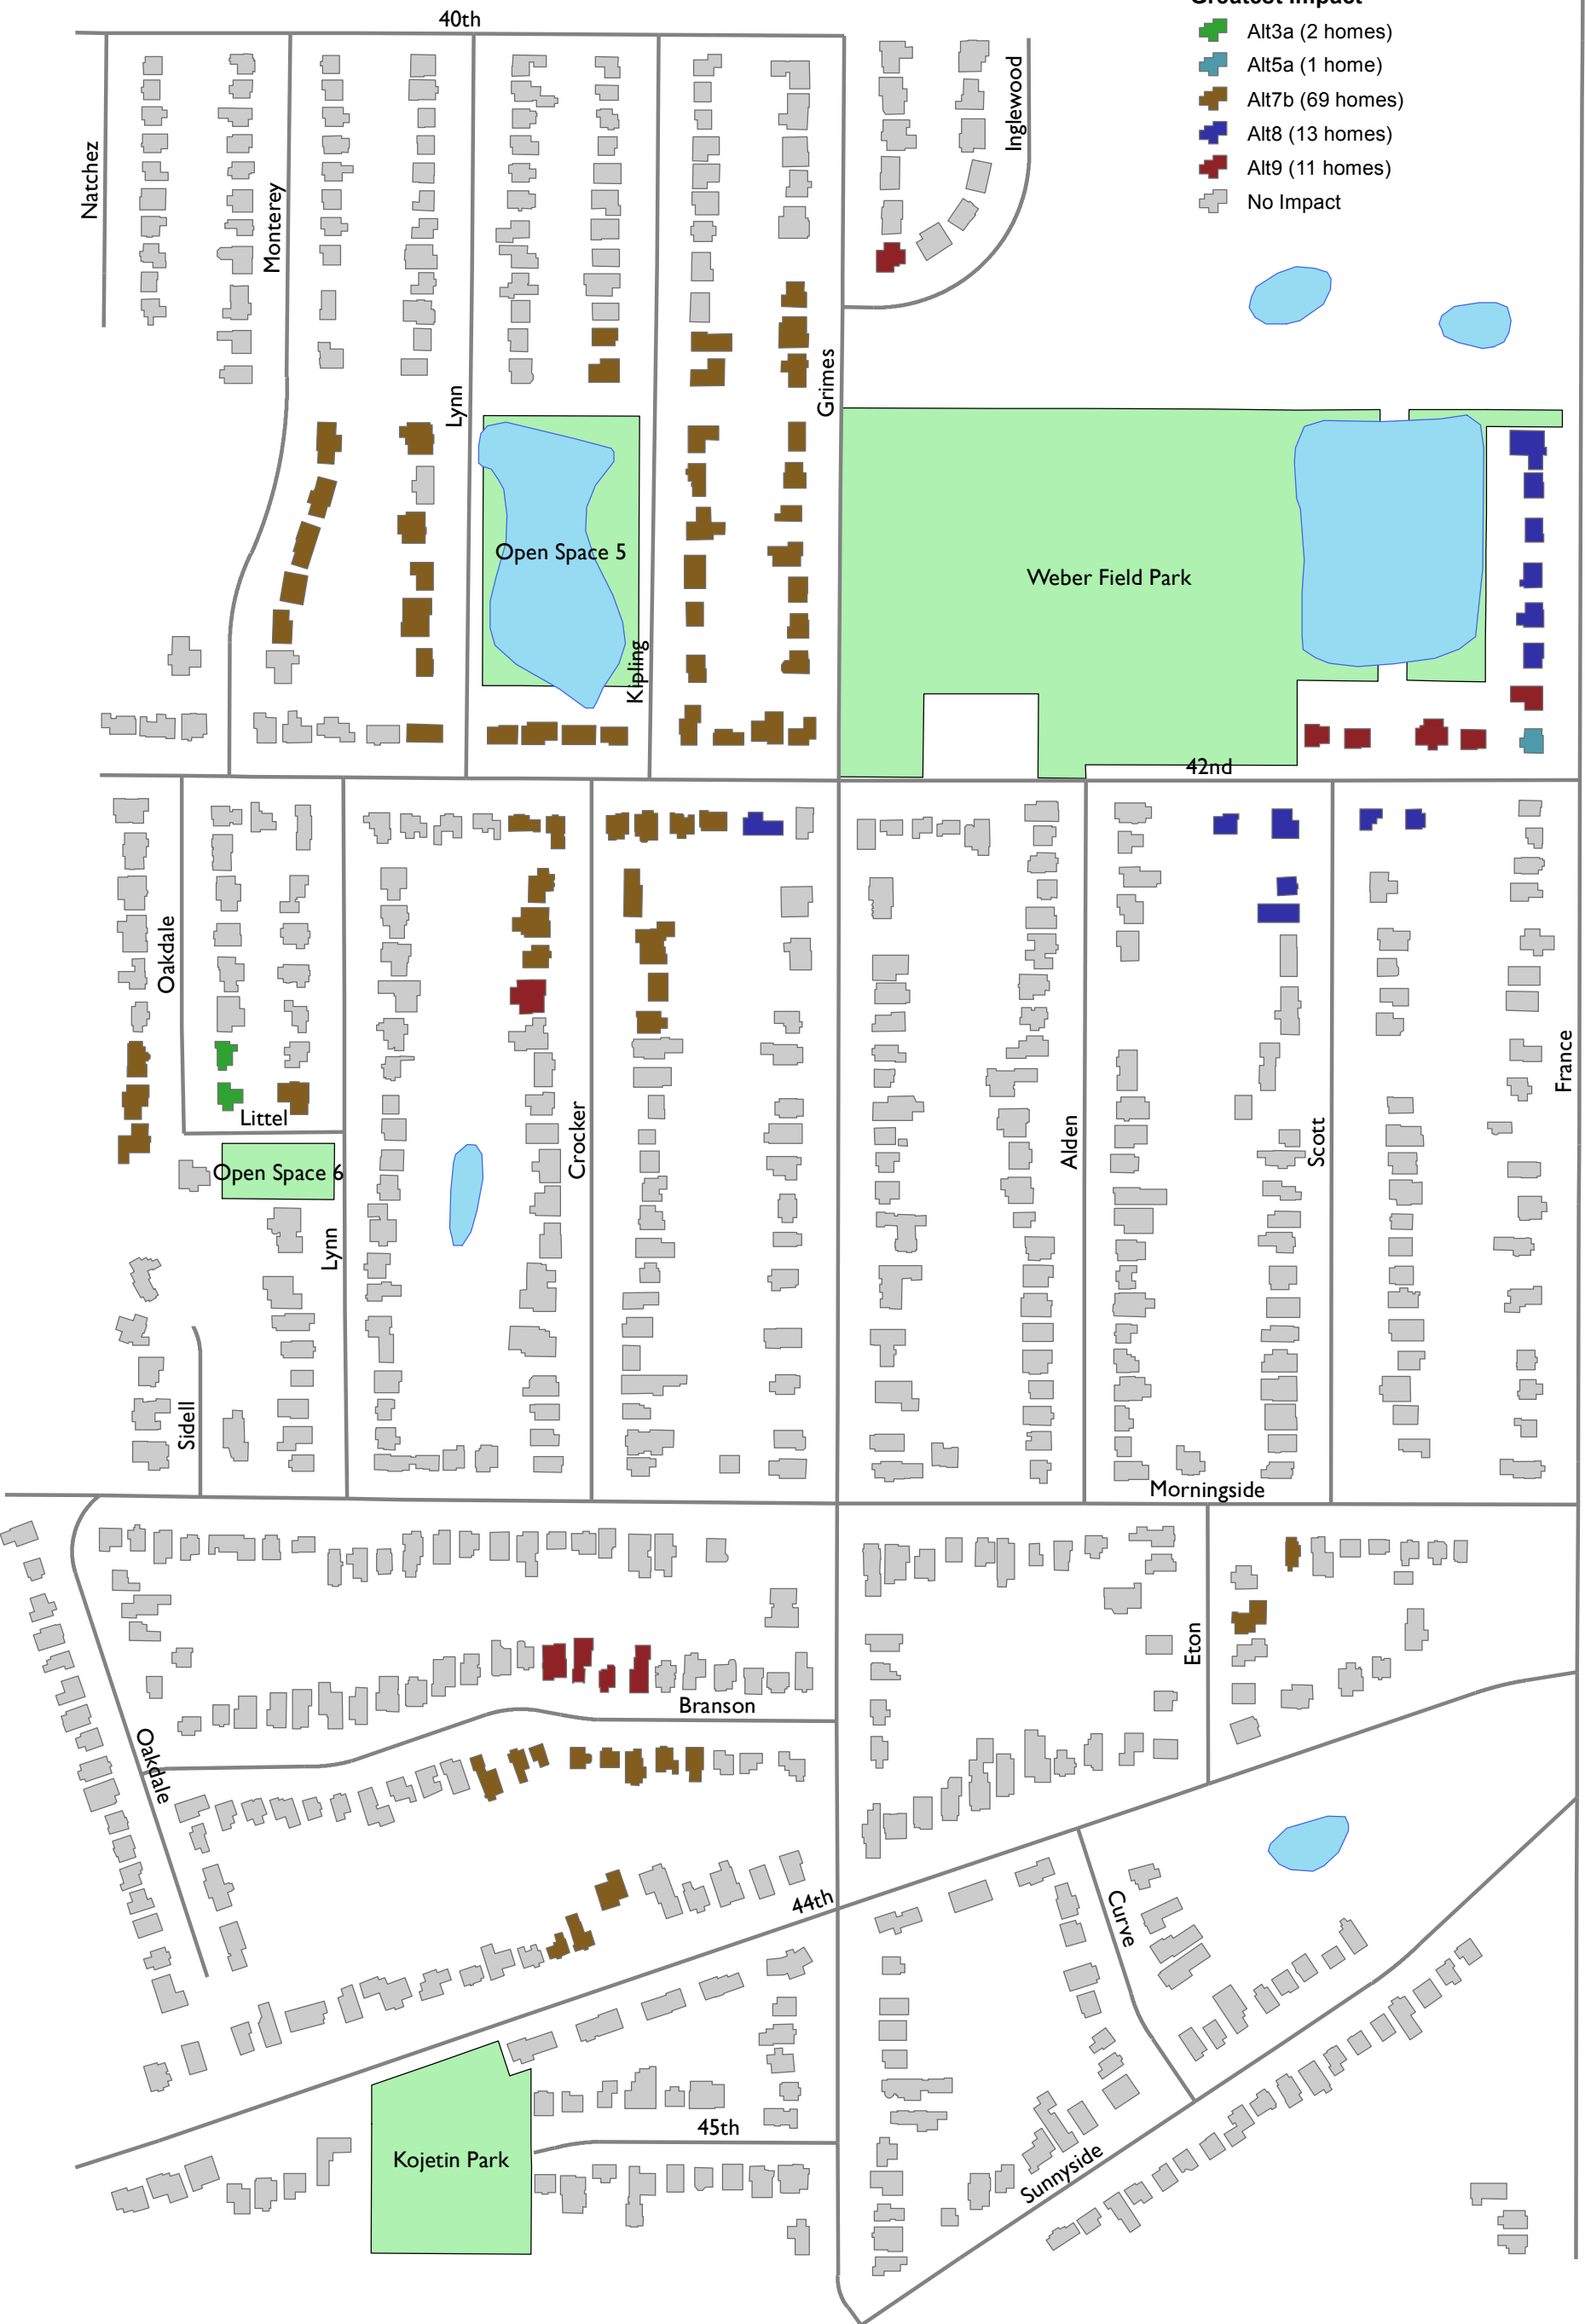 Greatest Impact
40th
Alt3a (2 homes)
Alt5a (1 home)
Alt7b (69 homes)
Alt8 (13 homes)
Alt9 (11 homes)
No Impact
Inglewood
Natchez
Monterey
Lynn
Grimes
Open Space 5
Weber Field Park
Kipling
42nd
Oakdale
France
Littel
Crocker
Alden
Scott
Open Space 6
Lynn
Sidell
Morningside
Eton
Branson
Oakdale
44th
Curve
45th
Kojetin Park
Sunnyside